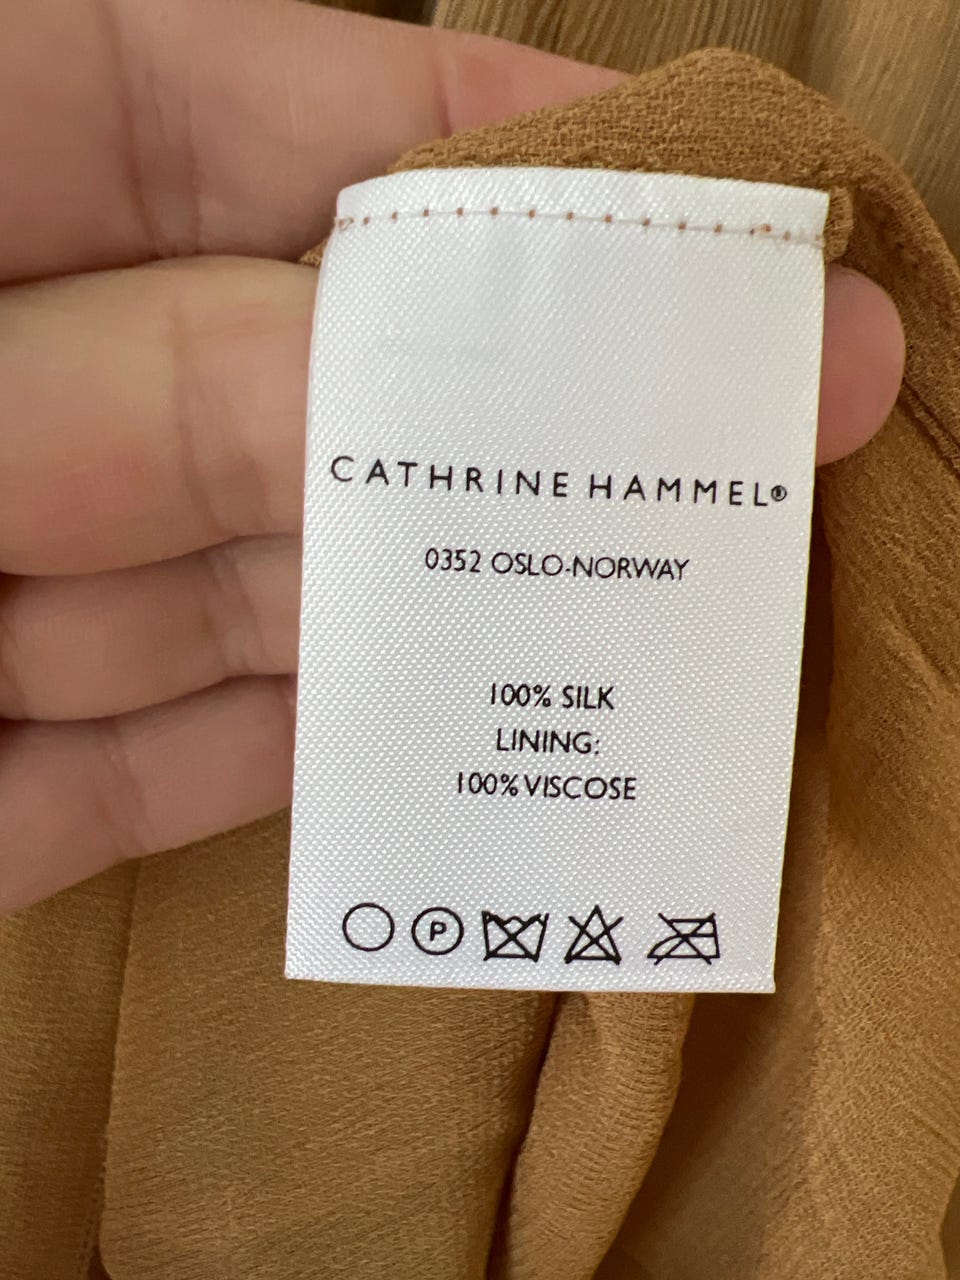 CATHRINE HAMMEL®
0352 OSLO-NORWAY
100% SILK
LINING:
100% VISCOSE
P